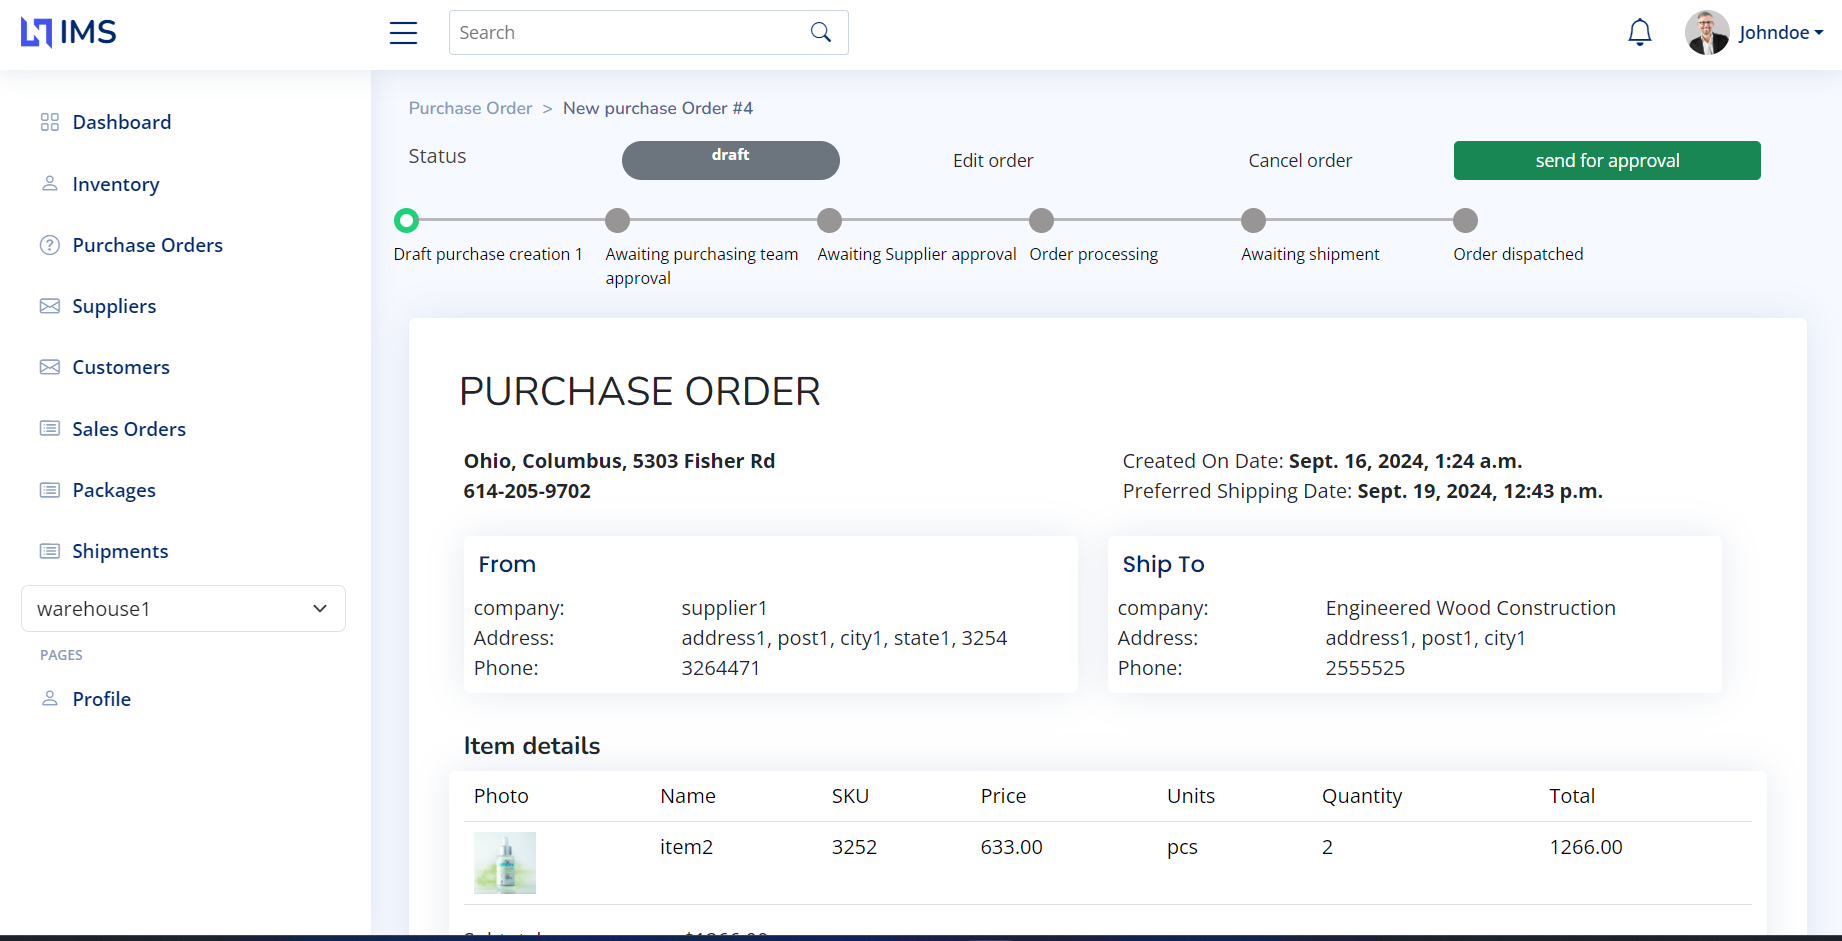 IMS
Search
Johndoe
Dashboard
Inventory
Purchase Orders
Suppliers
Customers
Sales Orders
Packages
Shipments
warehouse1
PAGES
Profile
Purchase Order > New purchase Order #4
Status
draft
Edit order
Cancel order
send for approval
Draft purchase creation 1
Awaiting purchasing team
approval
Awaiting Supplier approval
Order processing
Awaiting shipment
Order dispatched
PURCHASE ORDER
Ohio, Columbus, 5303 Fisher Rd
614-205-9702
Created On Date: Sept. 16, 2024, 1:24 a.m.
Preferred Shipping Date: Sept. 19, 2024, 12:43 p.m.
From
company: supplier1
Address: address1, post1, city1, state1, 3254
Phone: 3264471
Ship To
company: Engineered Wood Construction
Address: address1, post1, city1
Phone: 2555525
Item details
Photo Name SKU Price Units Quantity Total
item2 3252 633.00 pcs 2 1266.00